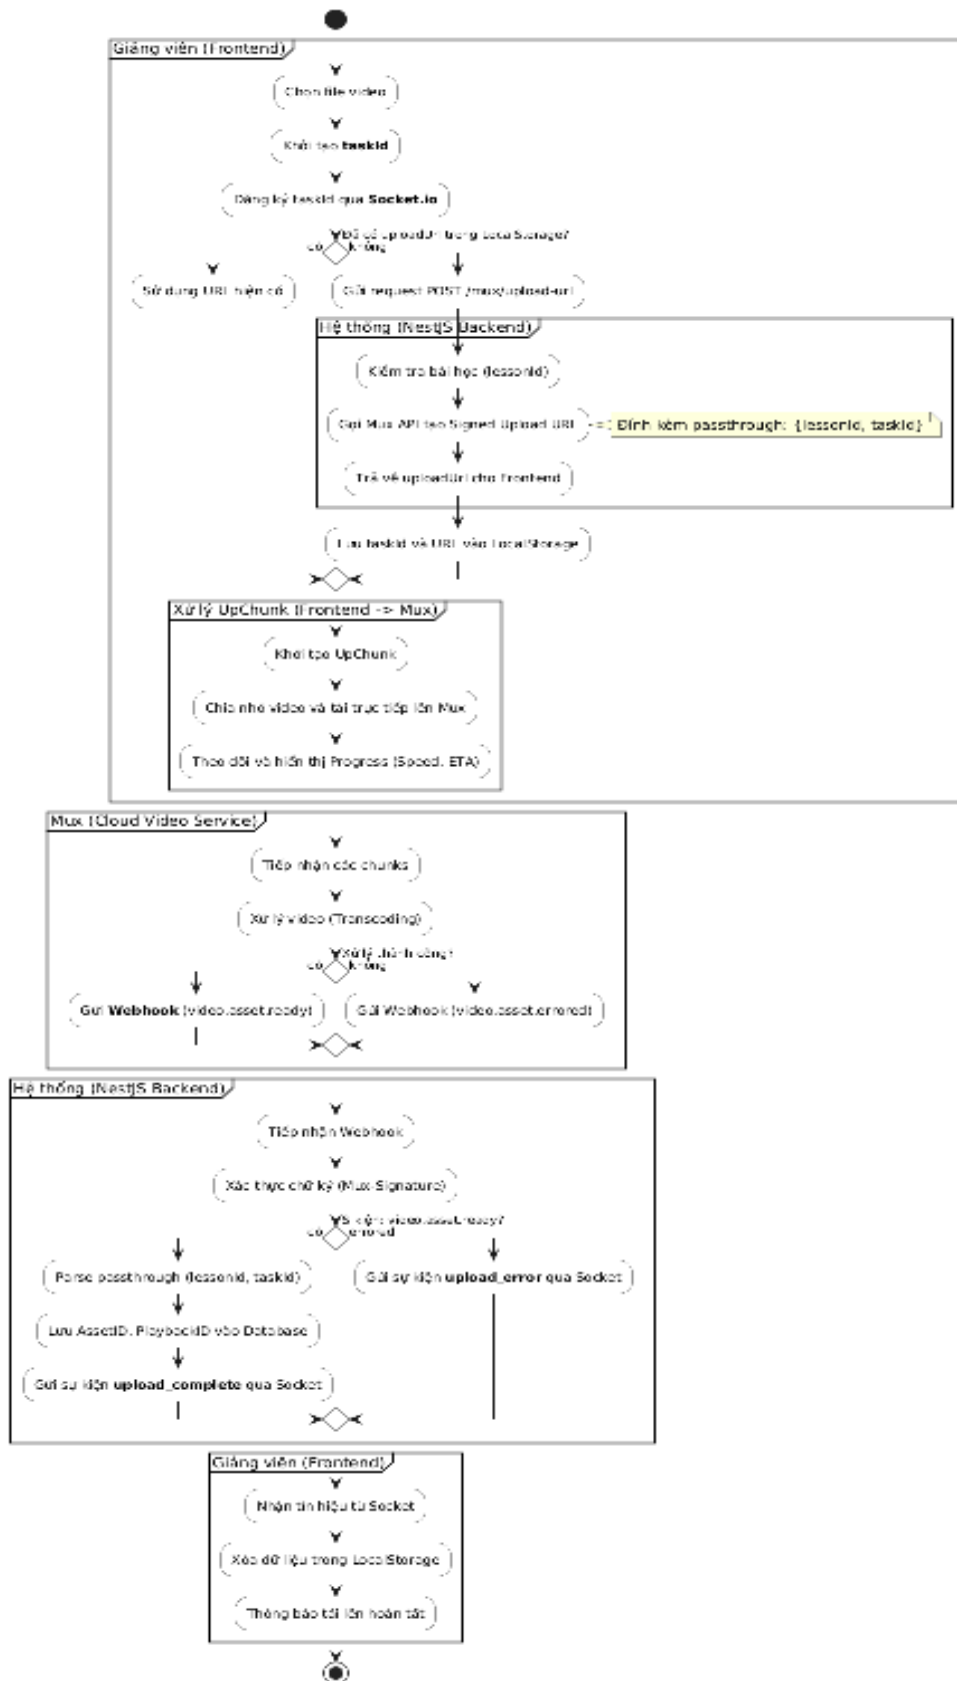 Giảng viên (Frontend)
Chọn file video
Khởi tạo taskId
Đăng ký taskId qua Socket.io
Đã có uploadUrl trong LocalStorage?
có
không
Sử dụng URL hiện có
Gửi request POST /mux/upload-url
Hệ thống (NestJS Backend)
Kiểm tra bài học (lessonId)
Gọi Mux API tạo Signed Upload URL
Đính kèm passthrough: {lessonId, taskId}
Trả về uploadUrl cho Frontend
Lưu taskId và URL vào LocalStorage
Xử lý UpChunk (Frontend -> Mux)
Khởi tạo UpChunk
Chia nhỏ video và tải trực tiếp lên Mux
Theo dõi và hiển thị Progress (Speed, ETA)
Mux (Cloud Video Service)
Tiếp nhận các chunks
Xử lý video (Transcoding)
Xử lý thành công?
có
không
Gửi Webhook (video.asset.ready)
Gửi Webhook (video.asset.errored)
Hệ thống (NestJS Backend)
Tiếp nhận Webhook
Xác thực chữ ký (Mux-Signature)
Sự kiện: video.asset.ready?
có
errored
Parse passthrough (lessonId, taskId)
Gửi sự kiện upload_error qua Socket
Lưu AssetID, PlaybackID vào Database
Gửi sự kiện upload_complete qua Socket
Giảng viên (Frontend)
Nhận tín hiệu từ Socket
Xóa dữ liệu trong LocalStorage
Thông báo tải lên hoàn tất